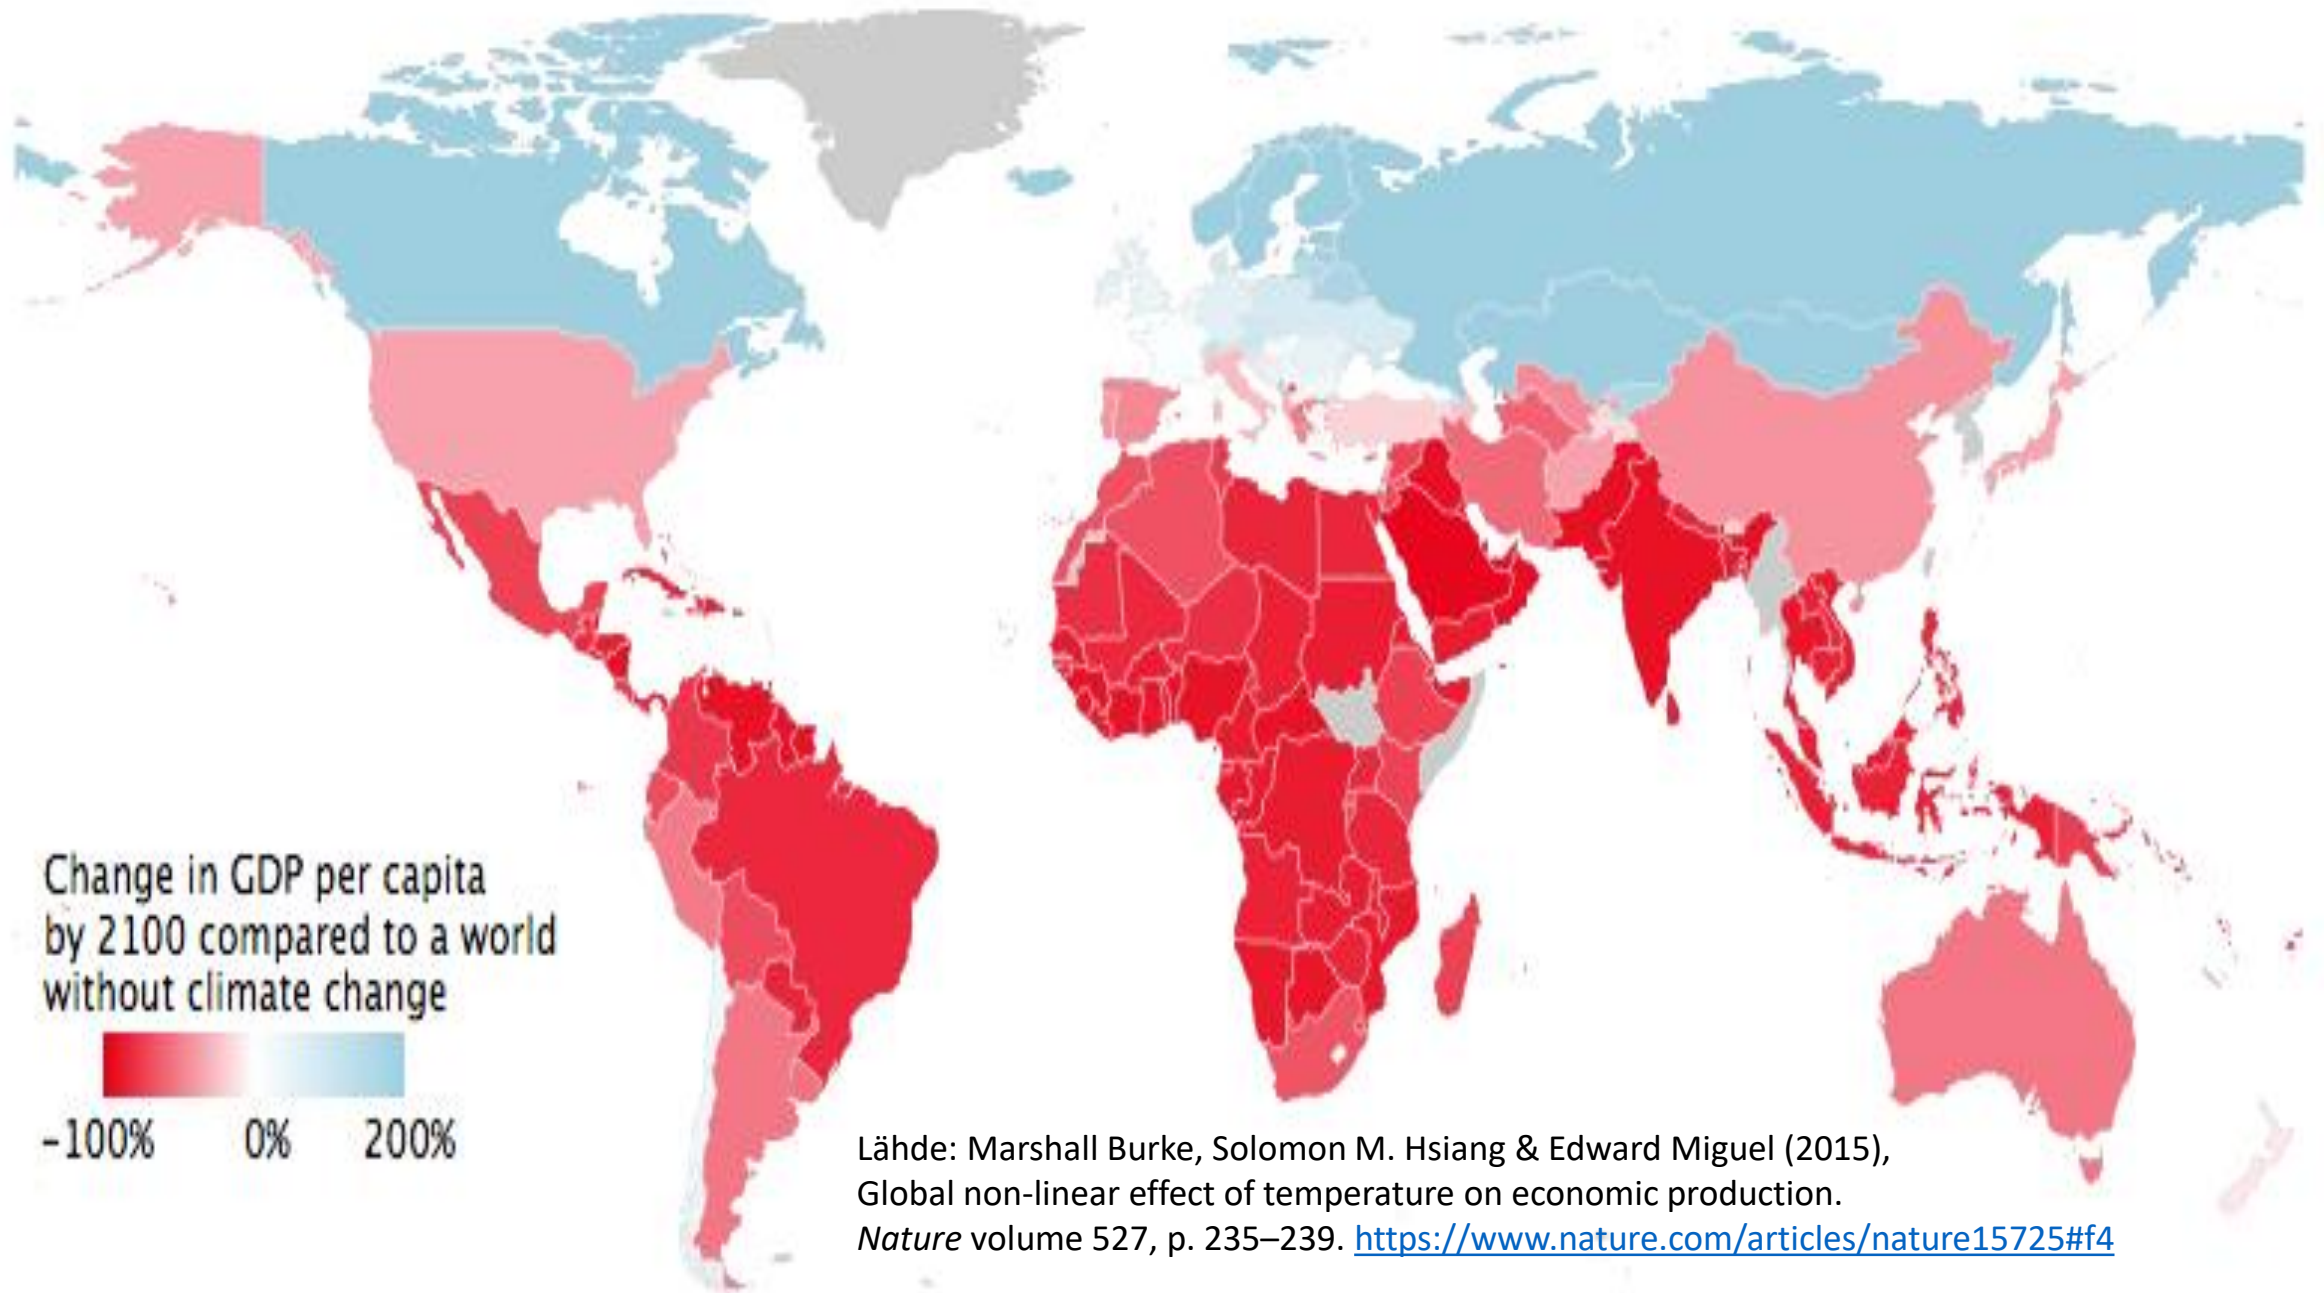 Change in GDP per capita
by 2100 compared to a world
without climate change
-100% 0% 200%
Lähde: Marshall Burke, Solomon M. Hsiang & Edward Miguel (2015),
Global non-linear effect of temperature on economic production.
Nature volume 527, p. 235–239. https://www.nature.com/articles/nature15725#f4